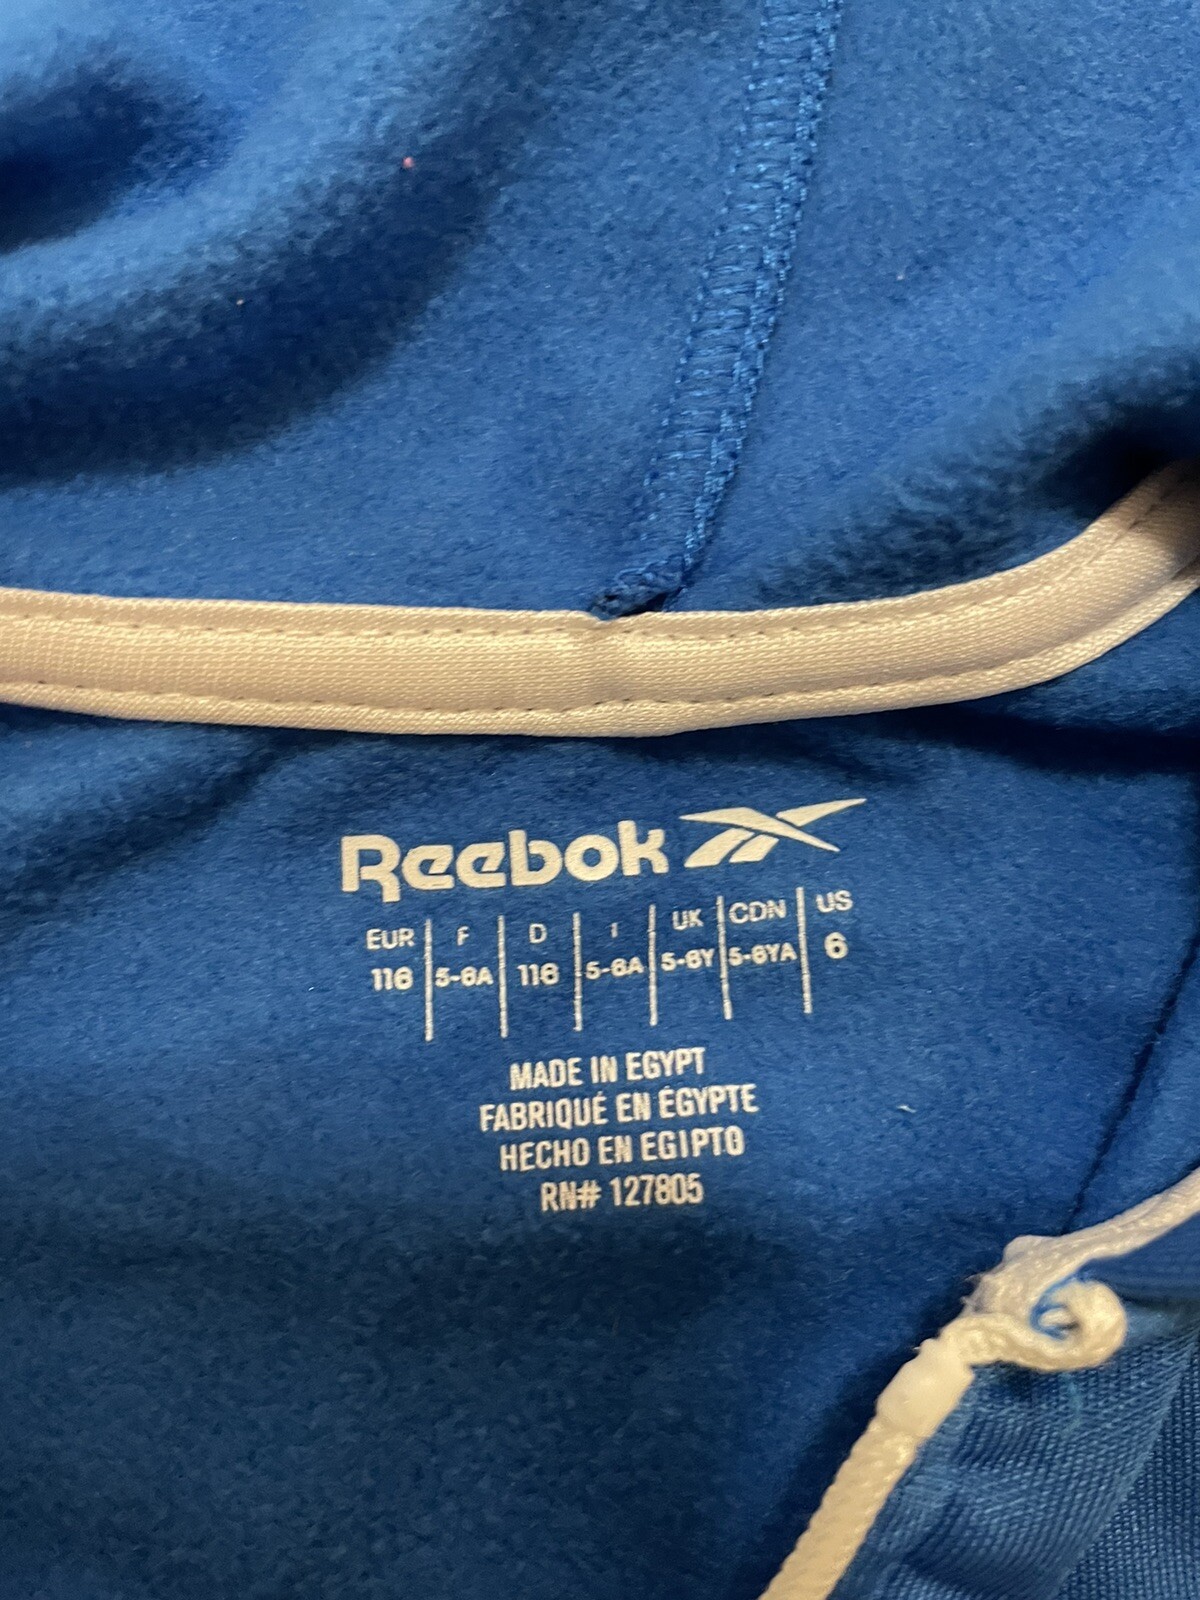 Reebok
EUR F D I UK CDN US
116 5-6A 116 5-6A 5-6Y 5-6YA 6
MADE IN EGYPT
FABRIQUÉ EN ÉGYPTE
HECHO EN EGIPTO
RN# 127805